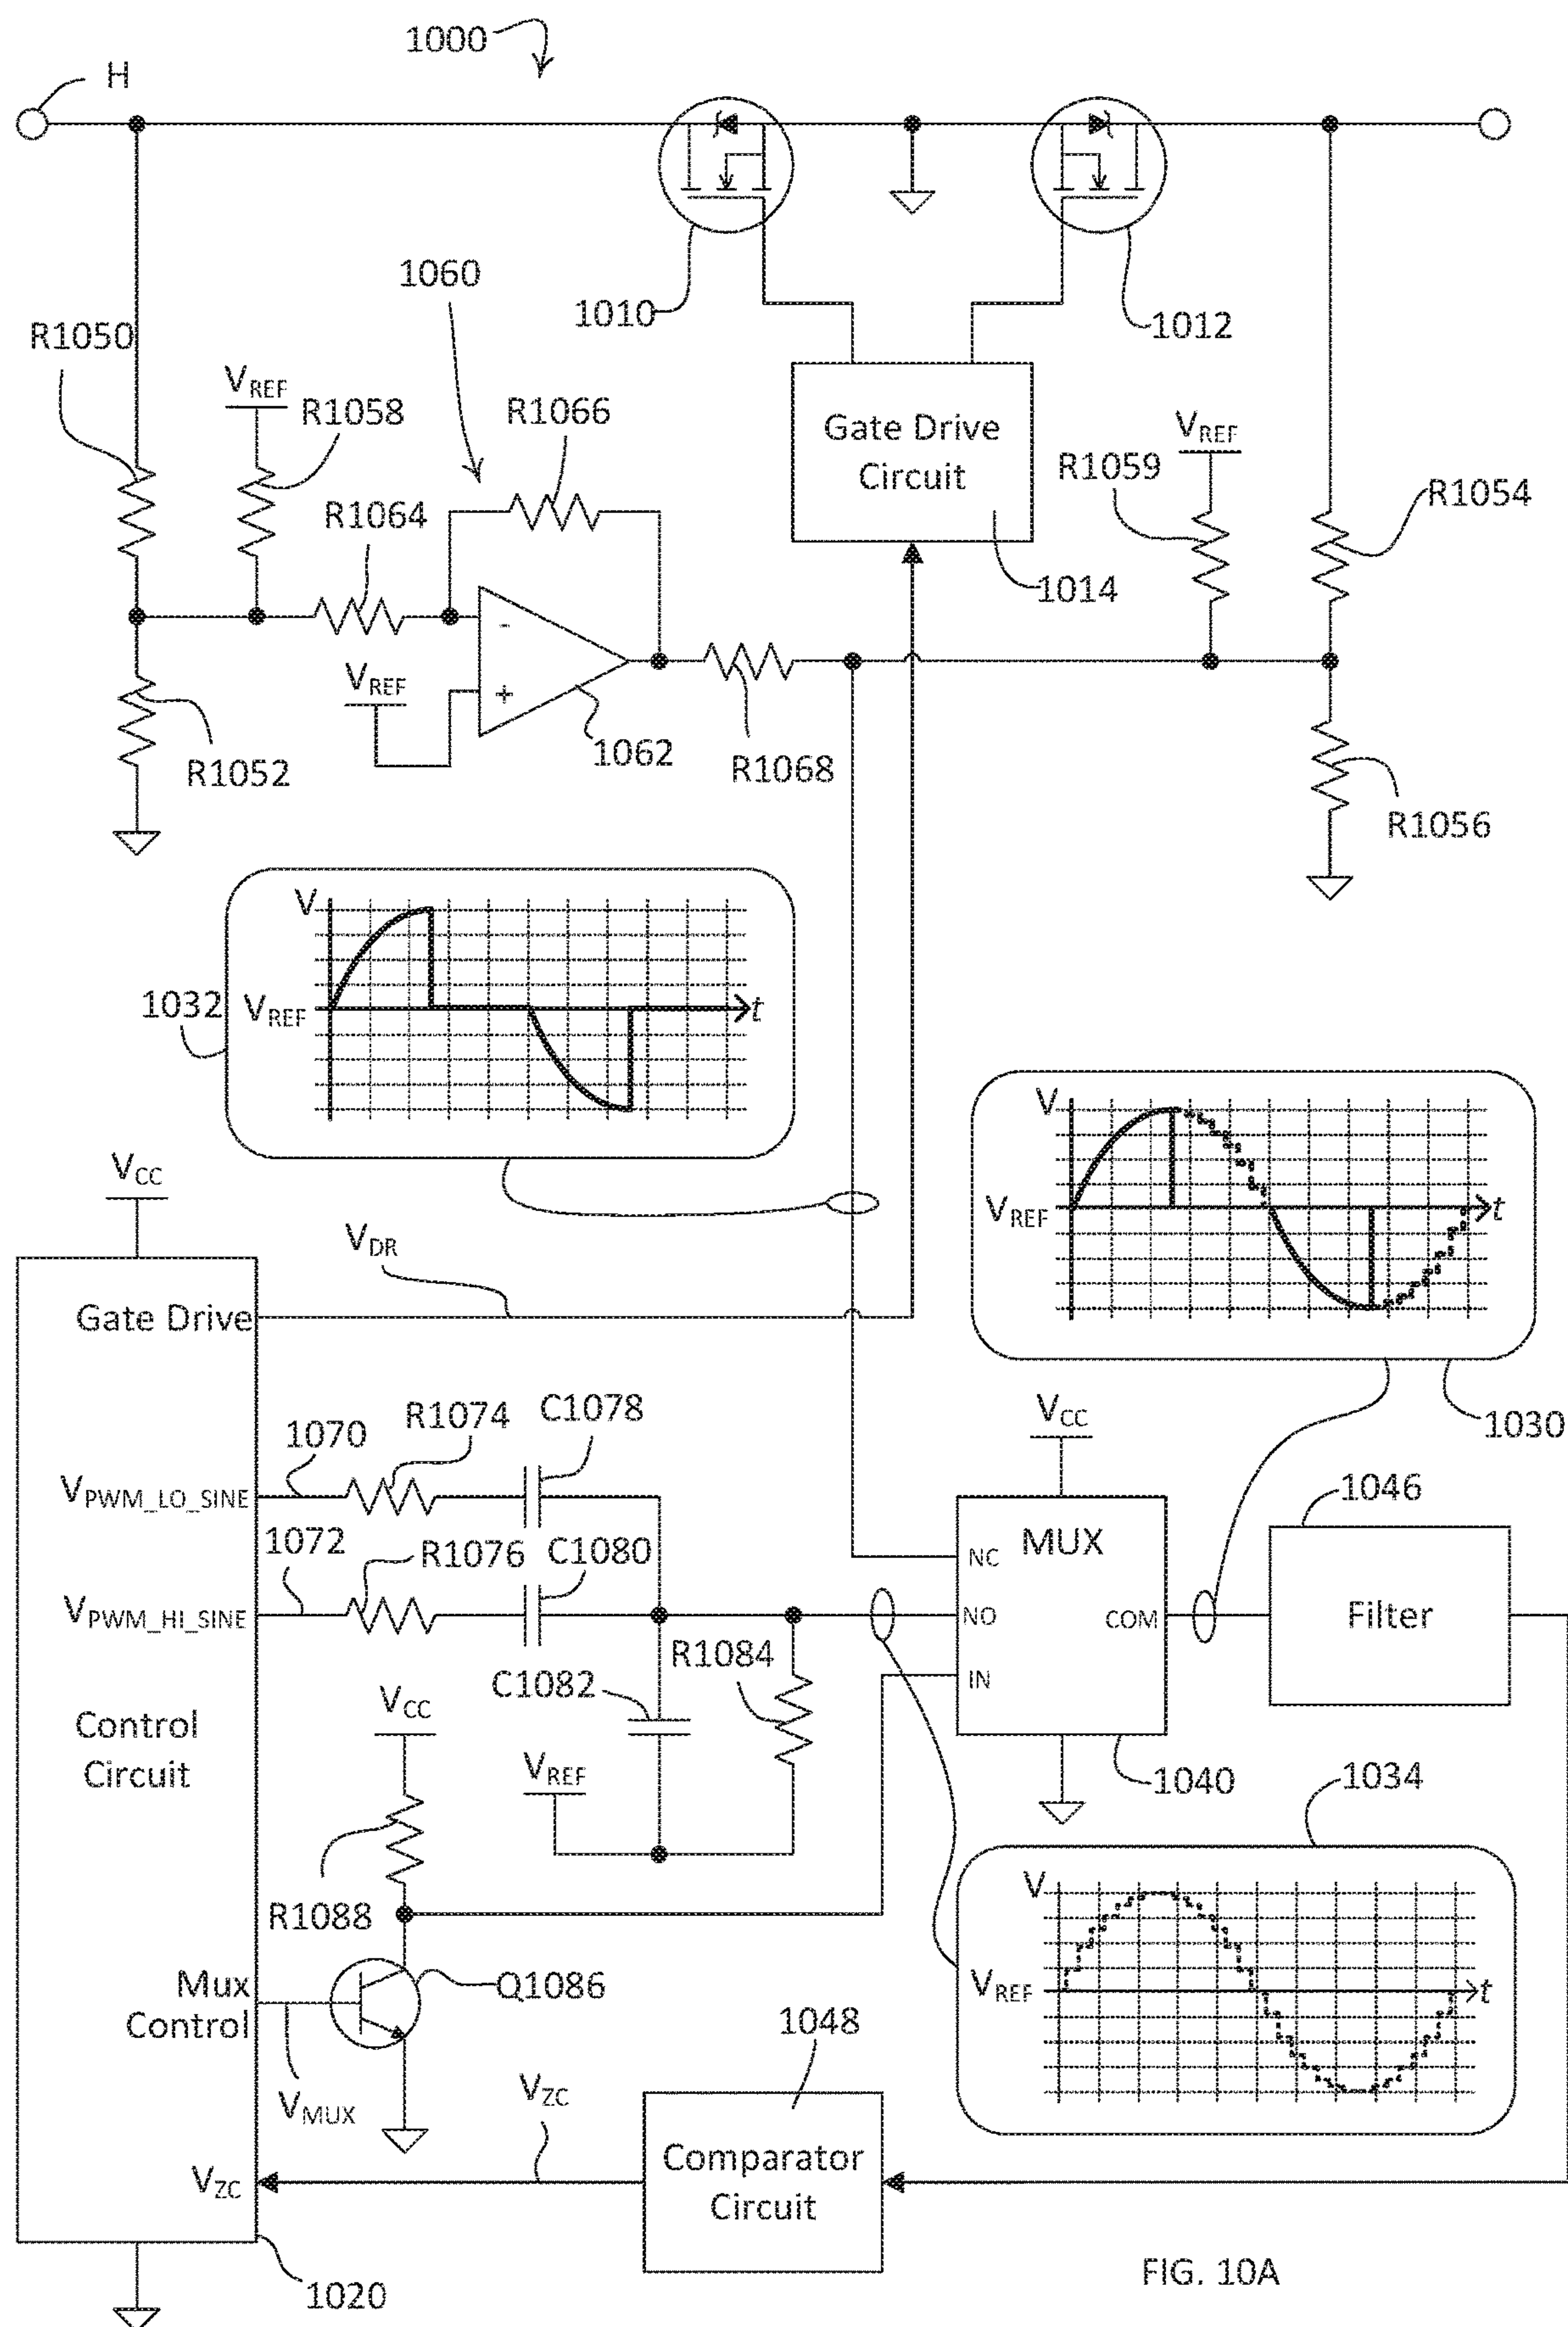 1000
H
1010
1012
1060
R1050
VREF
R1058
R1066
R1064
Gate Drive
Circuit
1014
VREF
R1059
R1054
-
+
VREF
1062
R1052
R1068
R1056
V
VREF
t
1032
V
VREF
t
1030
VCC
VDR
Gate Drive
1070
R1074
C1078
VPWM_LO_SINE
1072
R1076
C1080
VPWM_HI_SINE
VCC
MUX
NC
NO
COM
IN
1046
Filter
R1084
C1082
VCC
VREF
Control
Circuit
R1088
1040
1034
V
VREF
t
Mux
Control
Q1086
VMUX
1048
VZC
Comparator
Circuit
VZC
1020
FIG. 10A